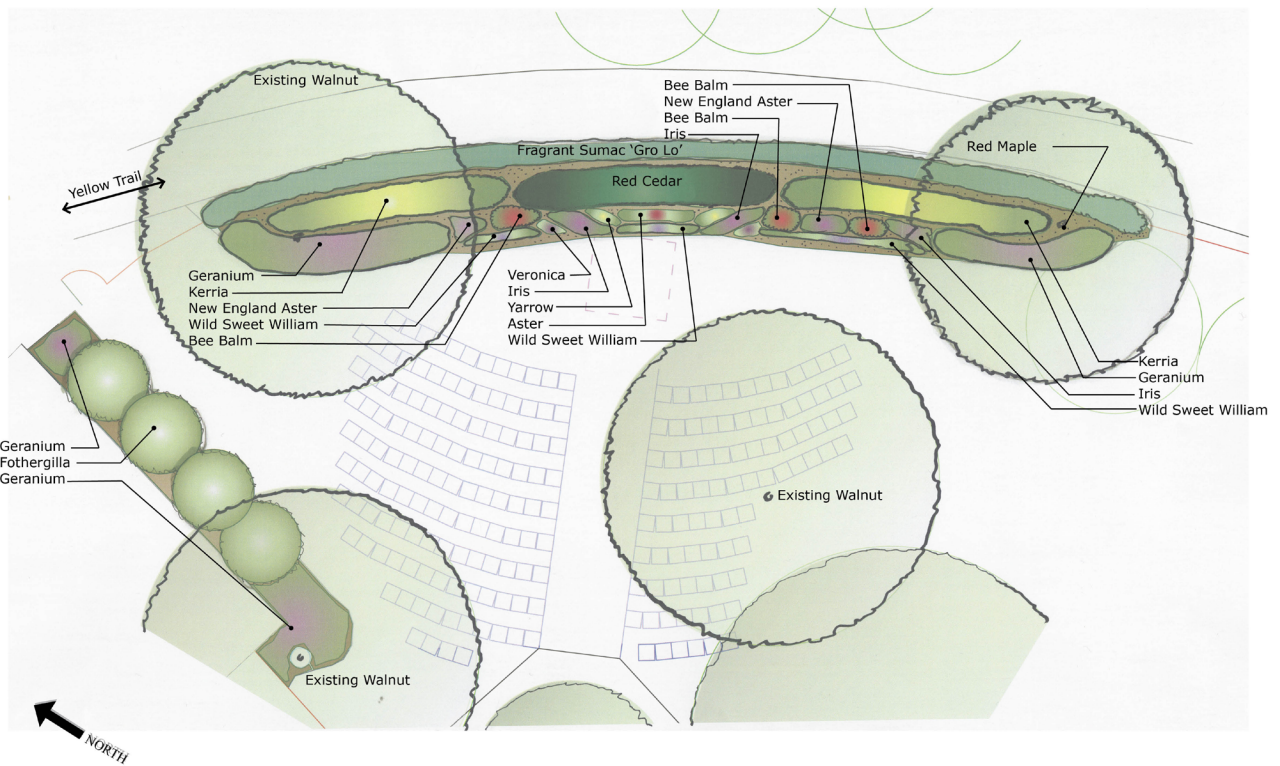 Existing Walnut
Bee Balm
New England Aster
Bee Balm
Iris
Fragrant Sumac ‘Gro Lo’
Red Maple
Yellow Trail
Red Cedar
Geranium
Kerria
New England Aster
Wild Sweet William
Bee Balm
Veronica
Iris
Yarrow
Aster
Wild Sweet William
Kerria
Geranium
Iris
Wild Sweet William
Geranium
Fothergilla
Geranium
Existing Walnut
Existing Walnut
NORTH